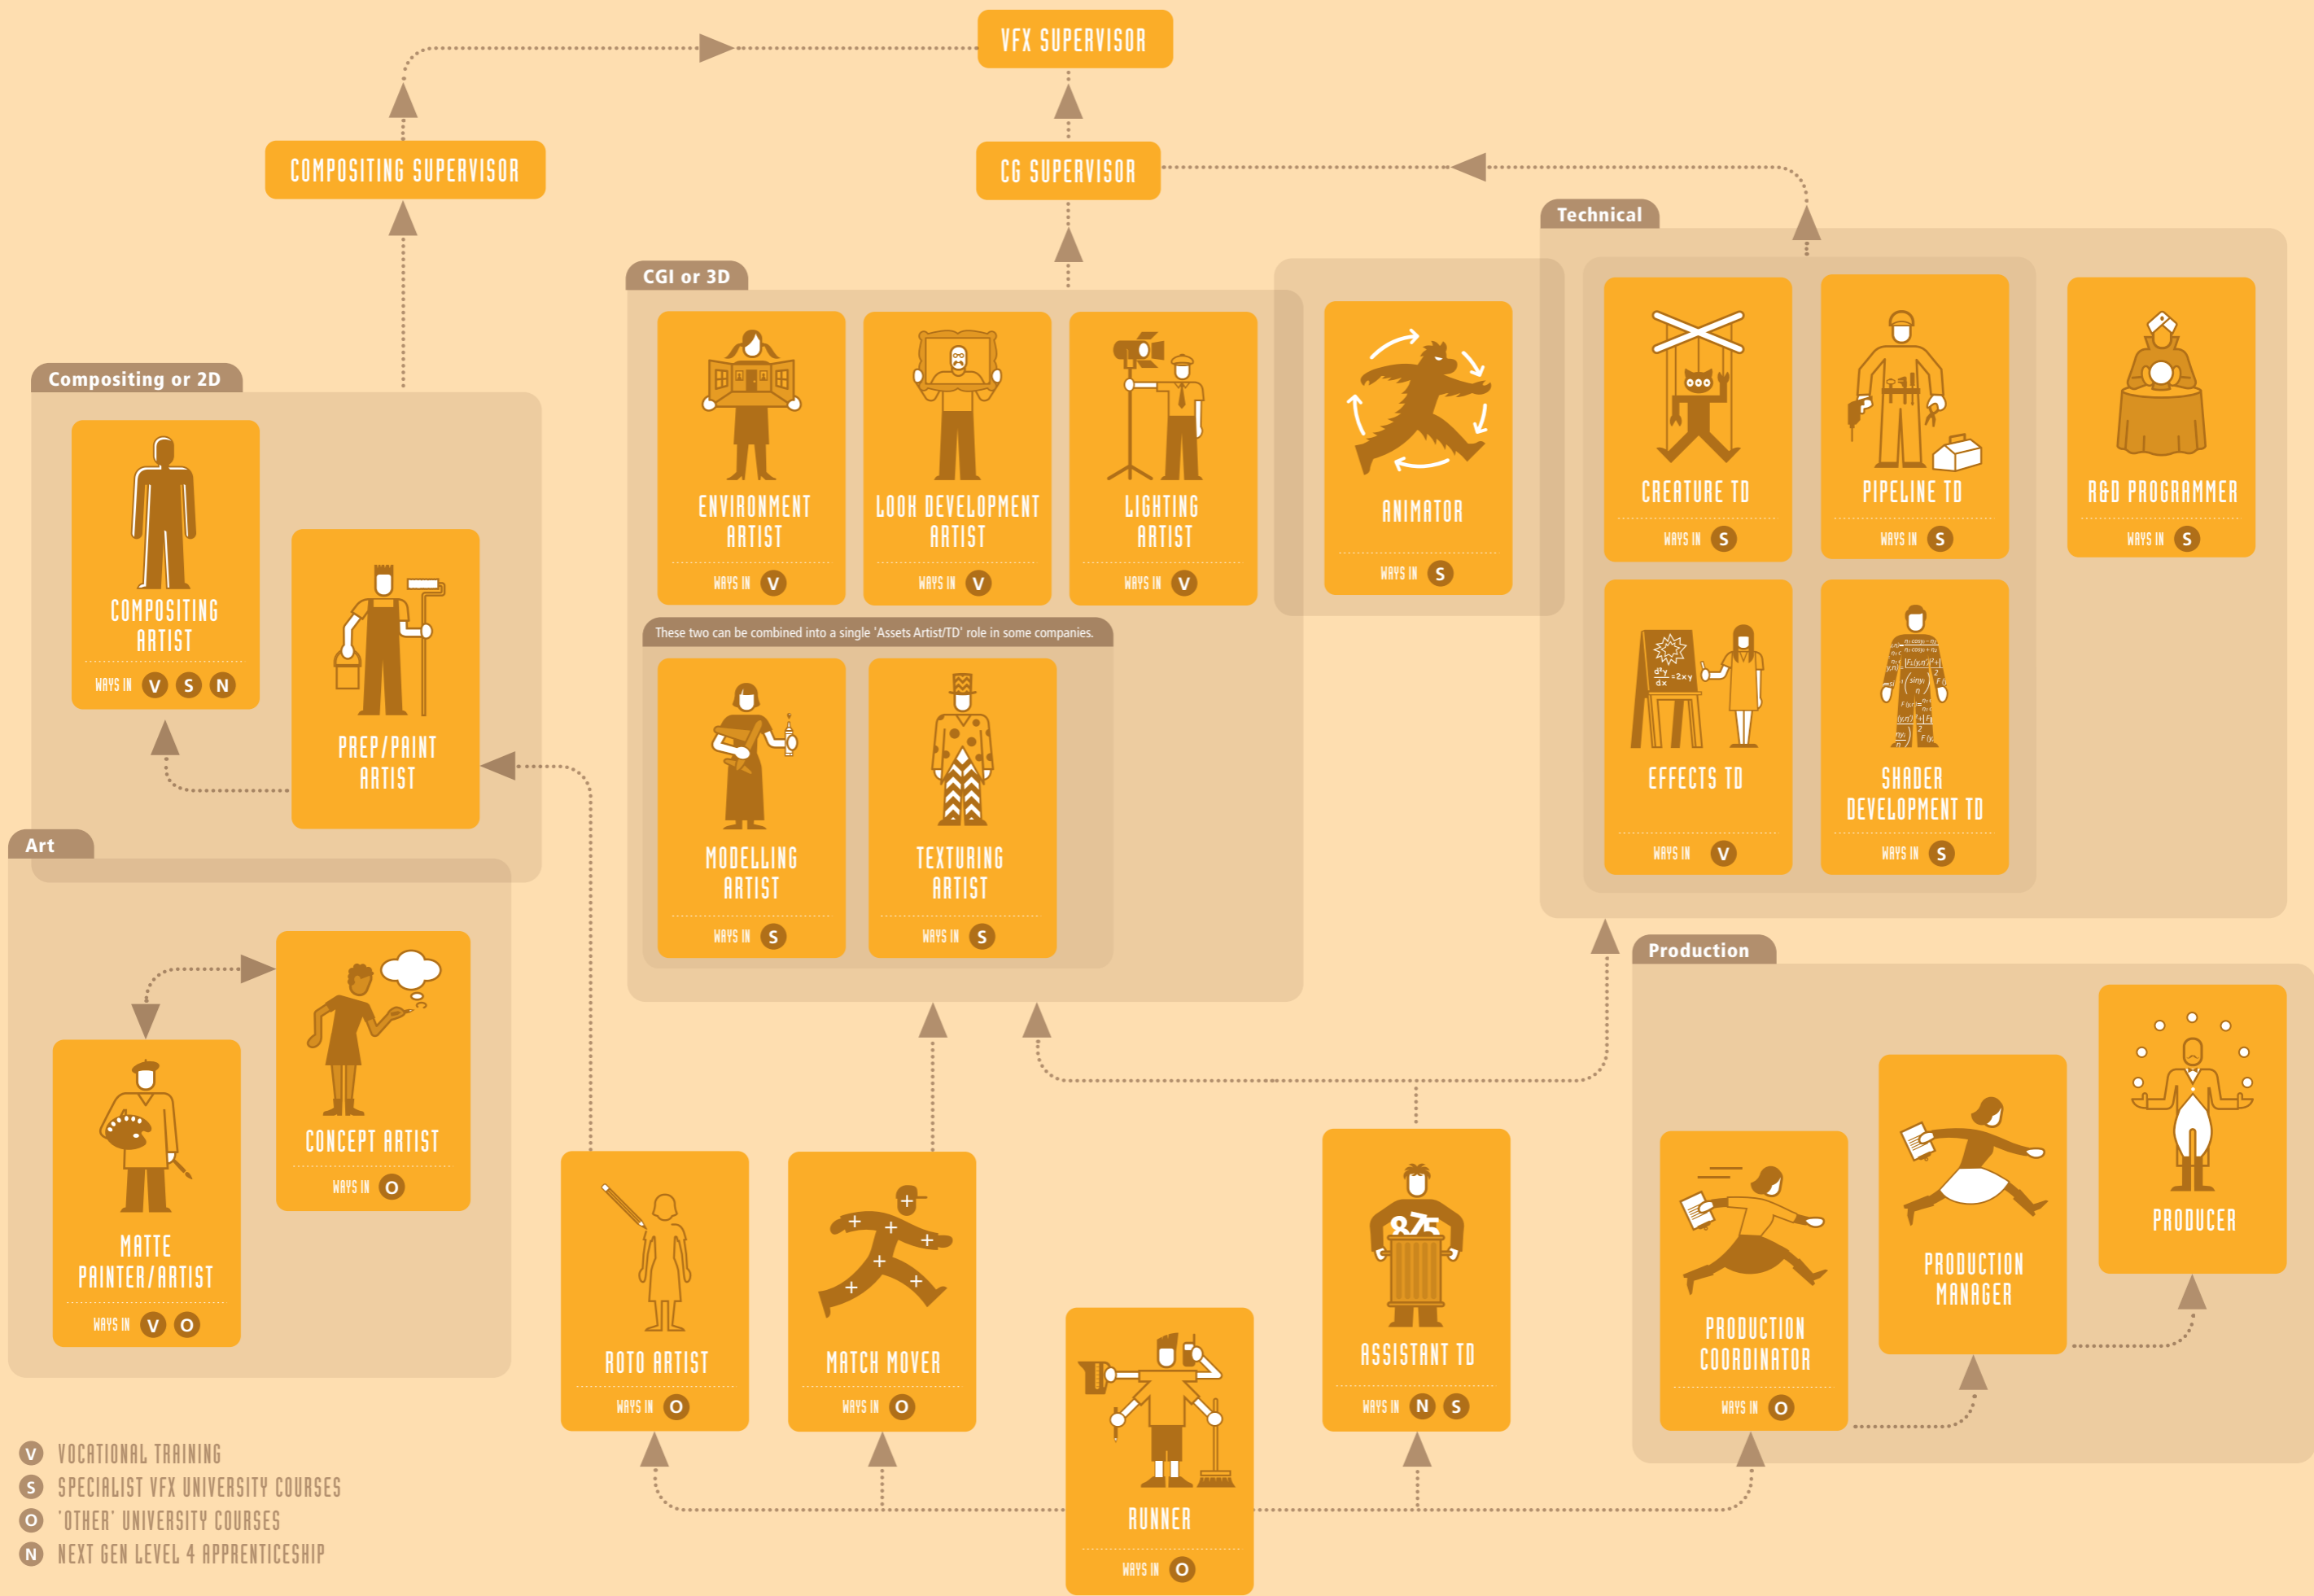 VFX SUPERVISOR
COMPOSITING SUPERVISOR
CG SUPERVISOR
Compositing or 2D
COMPOSITING
ARTIST
WAYS IN V S N
PREP/PAINT
ARTIST
Art
CONCEPT ARTIST
WAYS IN O
MATTE
PAINTER/ARTIST
WAYS IN V O
CGI or 3D
ENVIRONMENT
ARTIST
WAYS IN V
LOOK DEVELOPMENT
ARTIST
WAYS IN V
LIGHTING
ARTIST
WAYS IN V
These two can be combined into a single 'Assets Artist/TD' role in some companies.
MODELLING
ARTIST
WAYS IN S
TEXTURING
ARTIST
WAYS IN S
ANIMATOR
WAYS IN S
Technical
CREATURE TD
WAYS IN S
PIPELINE TD
WAYS IN S
R&D PROGRAMMER
WAYS IN S
d²y
dx =2xy
EFFECTS TD
WAYS IN V
SHADER
DEVELOPMENT TD
WAYS IN S
Production
PRODUCTION
COORDINATOR
WAYS IN O
PRODUCTION
MANAGER
PRODUCER
ROTO ARTIST
WAYS IN O
MATCH MOVER
WAYS IN O
RUNNER
WAYS IN O
875
ASSISTANT TD
WAYS IN N S
V VOCATIONAL TRAINING
S SPECIALIST VFX UNIVERSITY COURSES
O 'OTHER' UNIVERSITY COURSES
N NEXT GEN LEVEL 4 APPRENTICESHIP